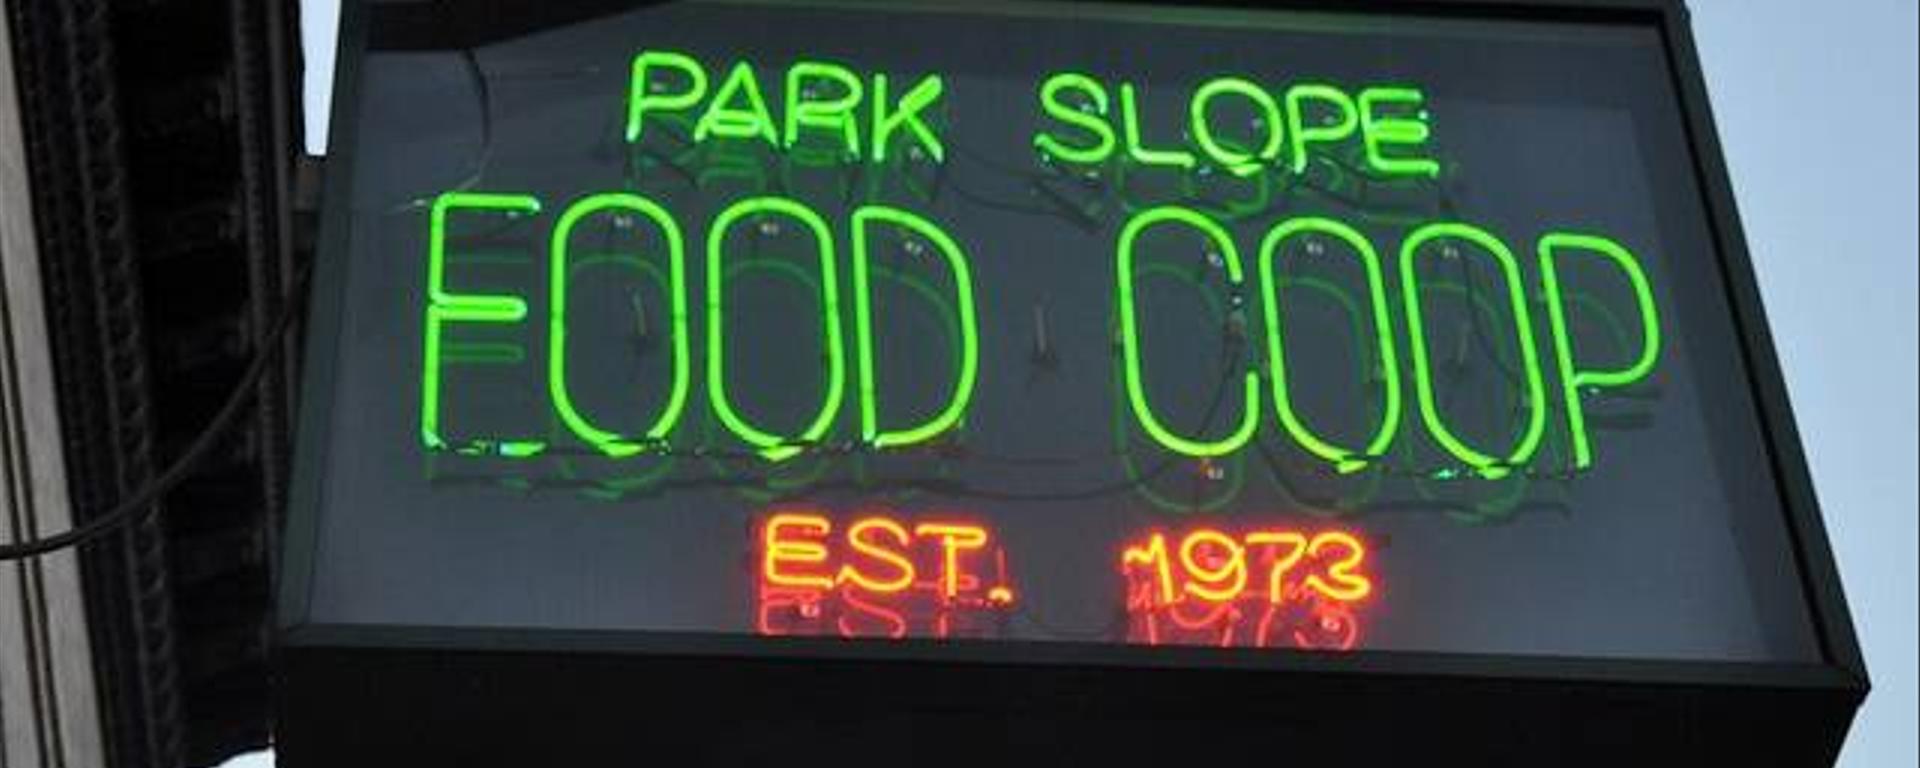 PARK SLOPE
FOOD COOP
EST. 1973